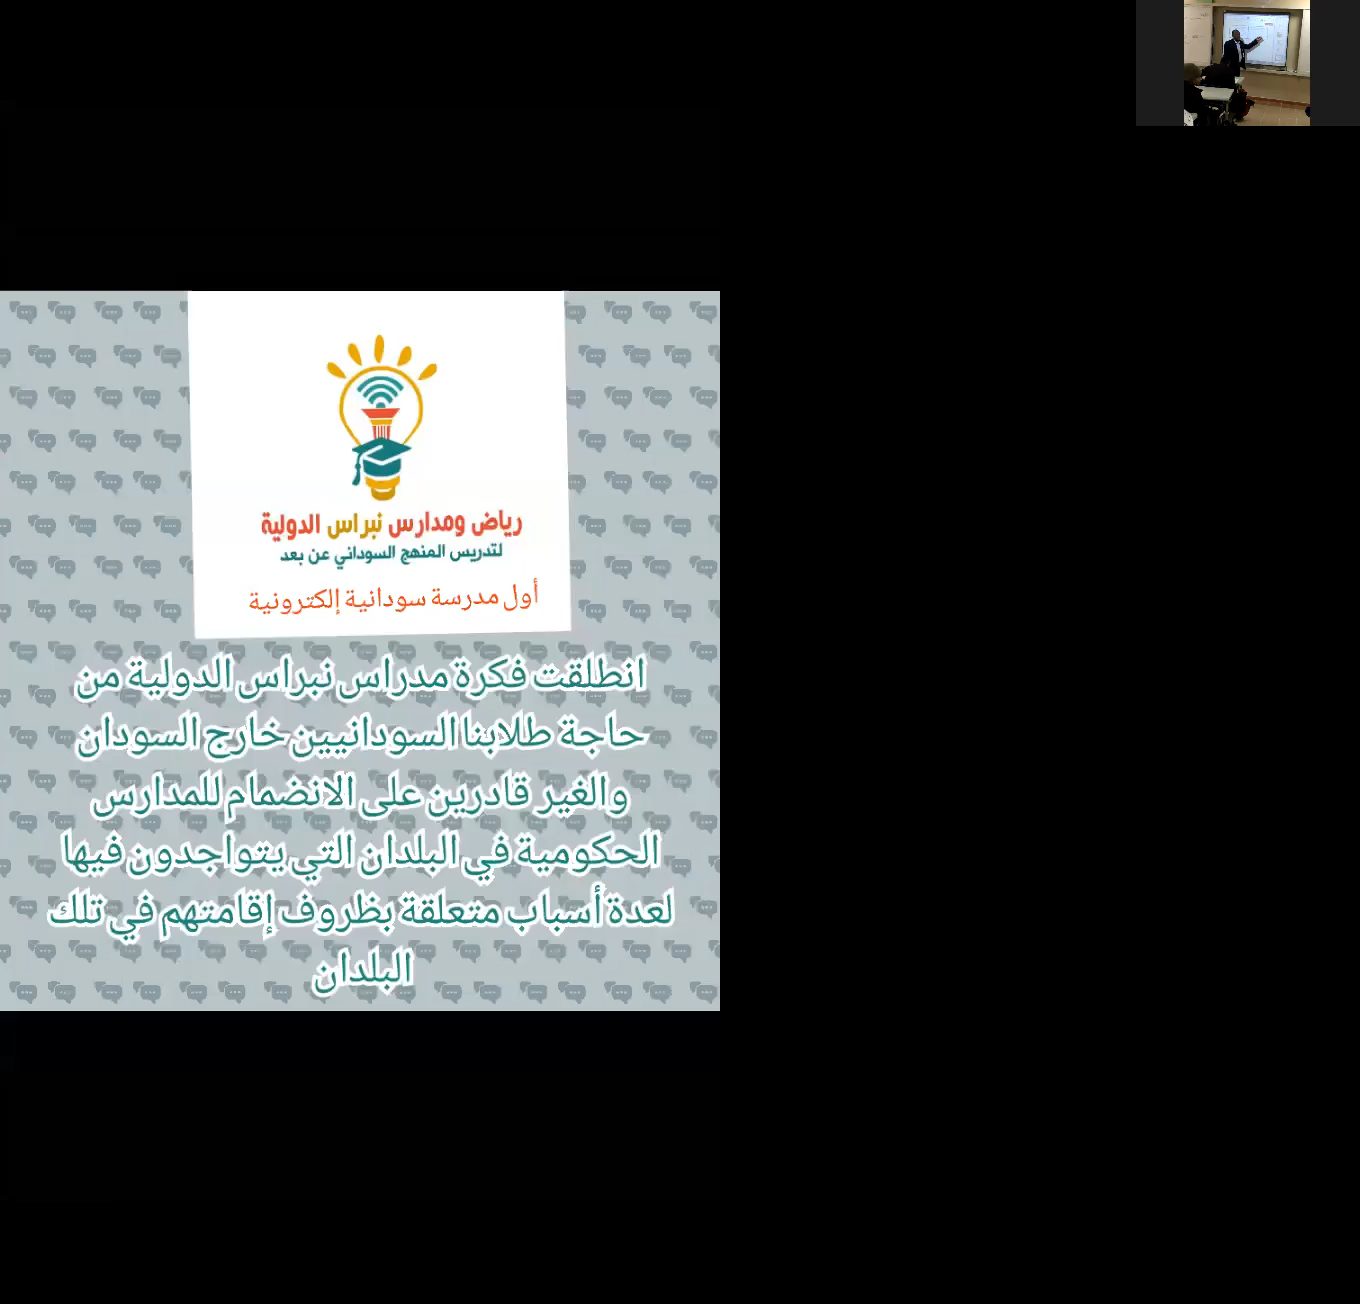 رياض ومدارس نبراس الدولية
لتدريس المنهج السوداني عن بعد
أول مدرسة سودانية إلكترونية
انطلقت فكرة مدراس نبراس الدولية من
حاجة طلابنا السودانيين خارج السودان
والغير قادرين على الانضمام للمدارس
الحكومية في البلدان التي يتواجدون فيها
لعدة أسباب متعلقة بظروف إقامتهم في تلك
البلدان